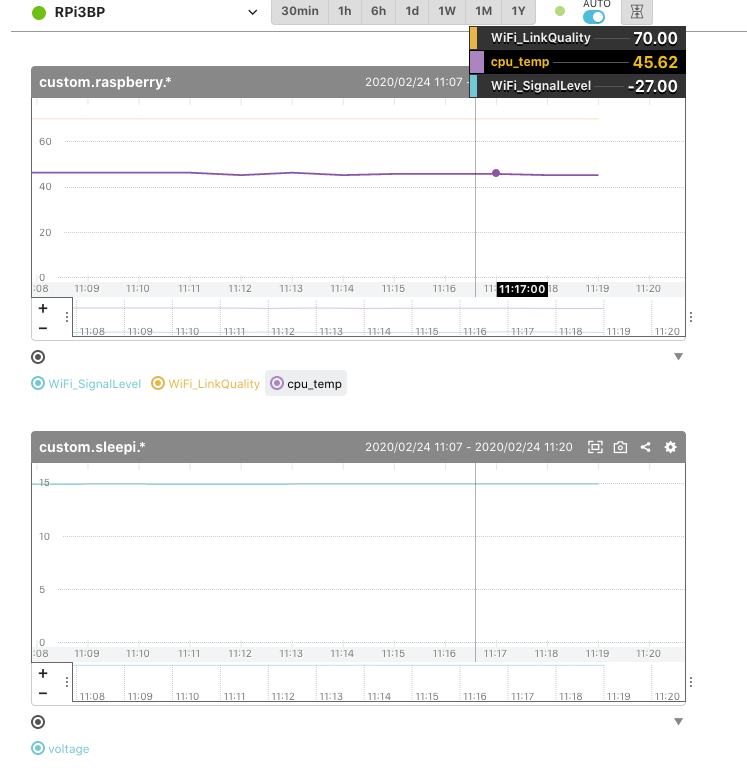 RPi3BP 30min 1h 6h 1d 1W 1M 1Y AUTO
WiFi_LinkQuality 70.00
cpu_temp 45.62
WiFi_SignalLevel -27.00
custom.raspberry.* 2020/02/24 11:07 -
60
40
20
0
:08 11:09 11:10 11:11 11:12 11:13 11:14 11:15 11:16 11:17:00 18 11:19 11:20
+
−
11:08 11:09 11:10 11:11 11:12 11:13 11:14 11:15 11:16 11:17 11:18 11:19 11:20
WiFi_SignalLevel WiFi_LinkQuality cpu_temp
custom.sleepi.* 2020/02/24 11:07 - 2020/02/24 11:20
15
10
5
0
:08 11:09 11:10 11:11 11:12 11:13 11:14 11:15 11:16 11:17 11:18 11:19 11:20
+
−
11:08 11:09 11:10 11:11 11:12 11:13 11:14 11:15 11:16 11:17 11:18 11:19 11:20
voltage